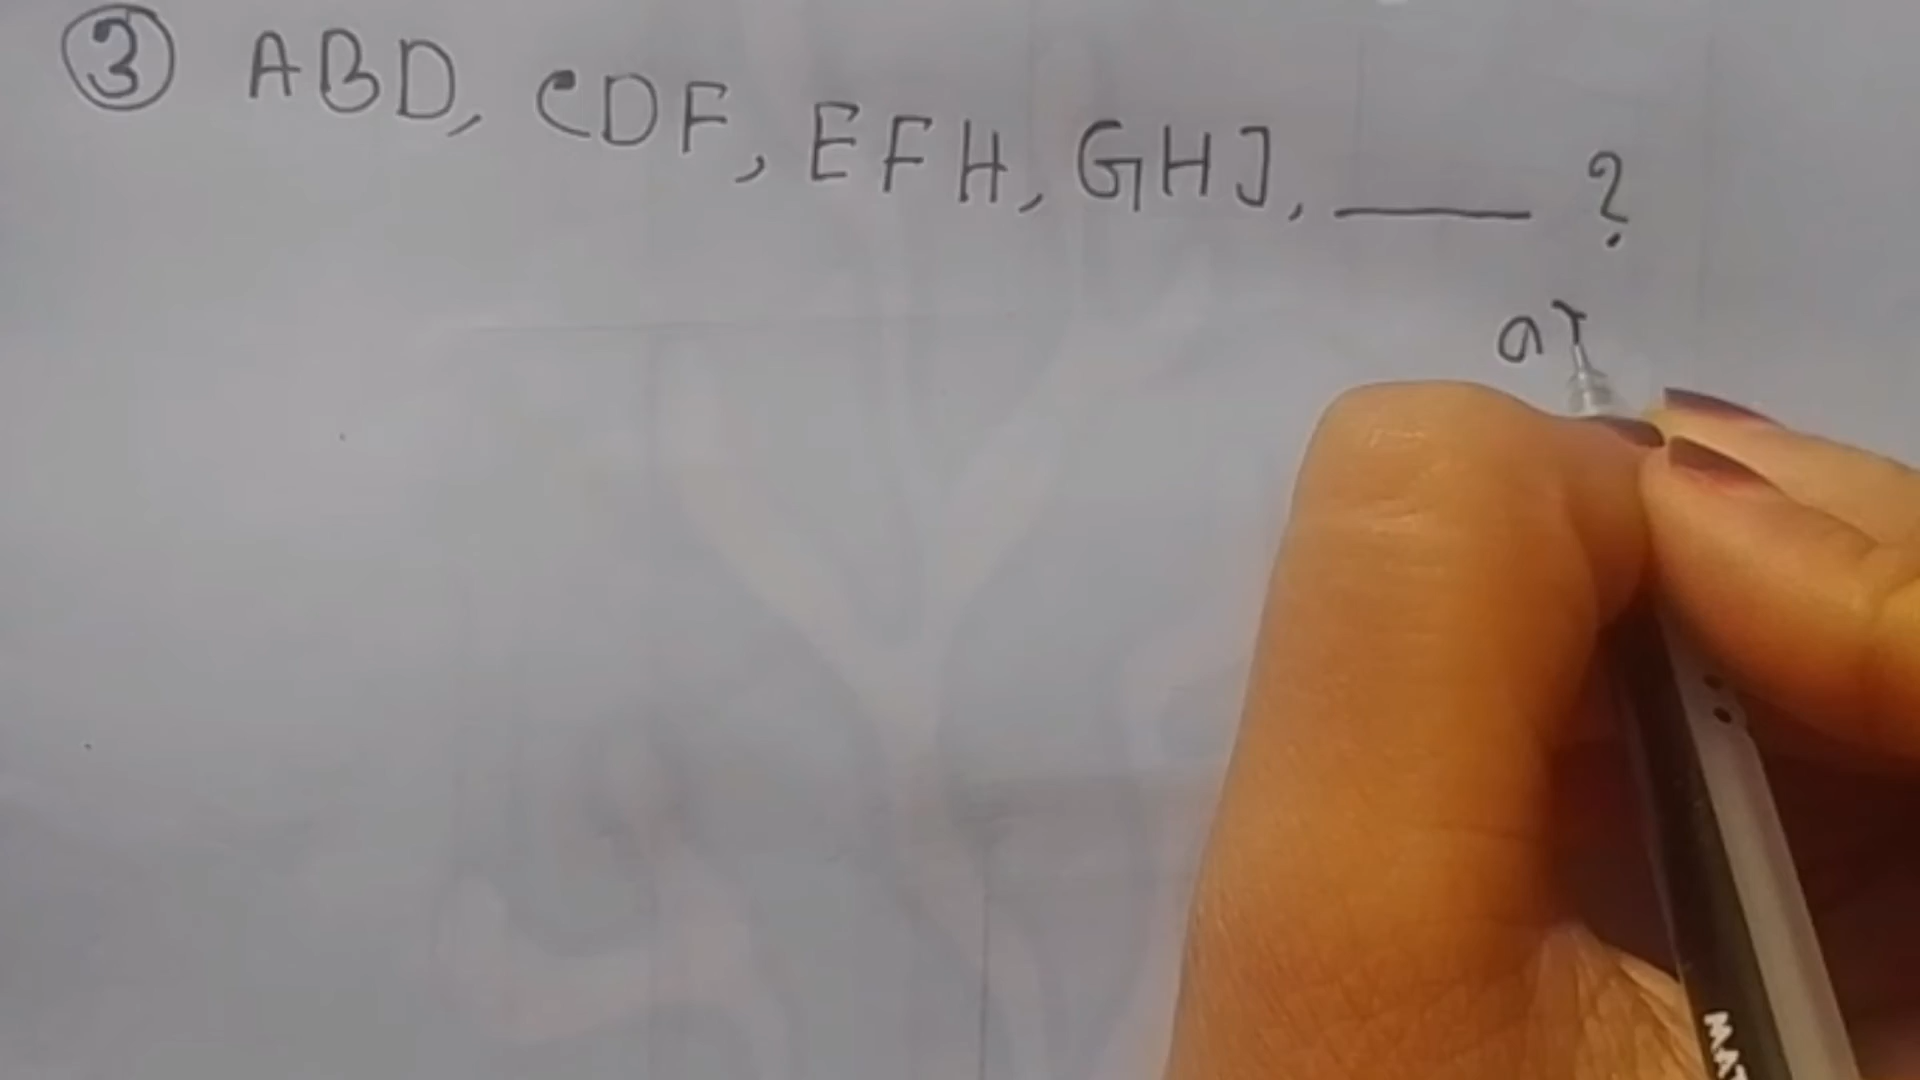 ③ ABD, CDF, EFH, GHJ, ____ ?